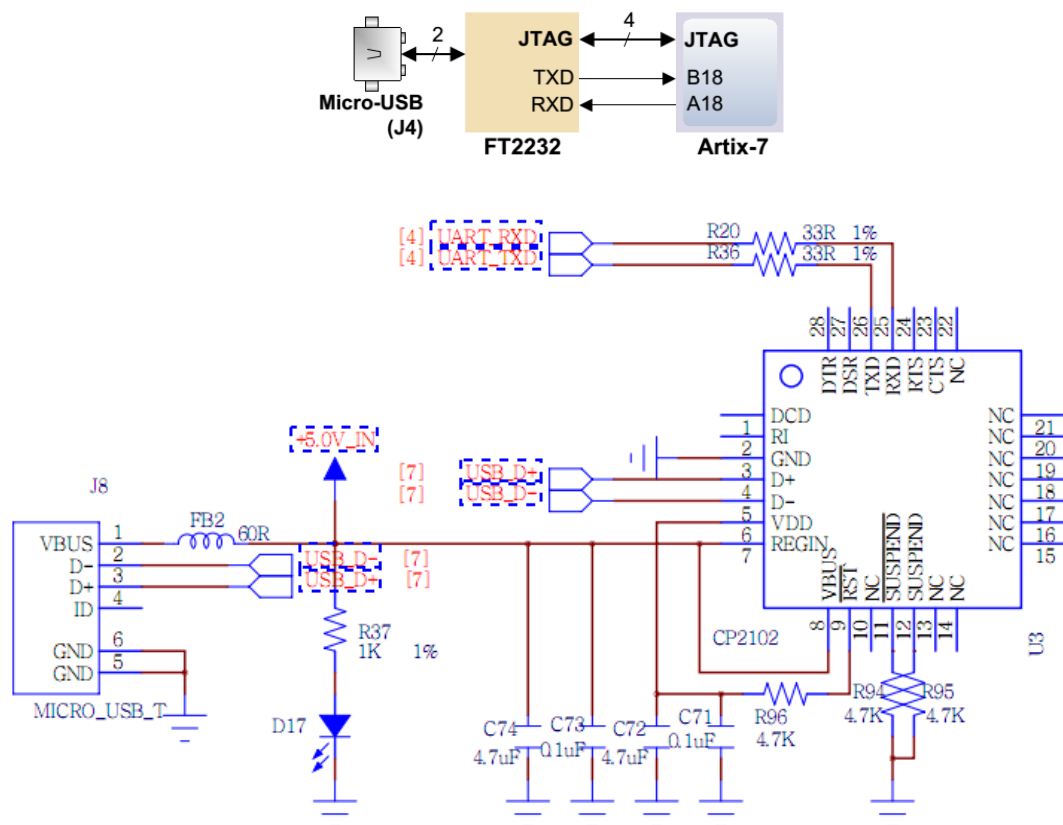 2 4
JTAG JTAG
TXD B18
RXD A18
Micro-USB
(J4)
FT2232 Artix-7
[4] UART_RXD R20 33R 1%
[4] UART_TXD R36 33R 1%
28 27 26 25 24 23 22
DTR DSR TXD RXD RTS CTS NC
DCD NC
1 RI NC 21
2 GND NC 20
3 D+ NC 19
4 D- NC 18
5 VDD NC 17
6 REGIN NC 16
7 15
+5.0V_IN
[7] USB_D+
[7] USB_D-
VBUS RST NC SUSPEND SUSPEND NC NC
8 9 10 11 12 13 14
CP2102 U3
J8
FB2
60R
VBUS 1
D- 2
D+ 3
ID 4
GND 6
GND 5
MICRO_USB_T
USB_D- [7]
USB_D+ [7]
R37
1K 1%
D17
C74
4.7uF
C73
0.1uF
C72
4.7uF
C71
0.1uF
R96
4.7K
R94
4.7K
R95
4.7K